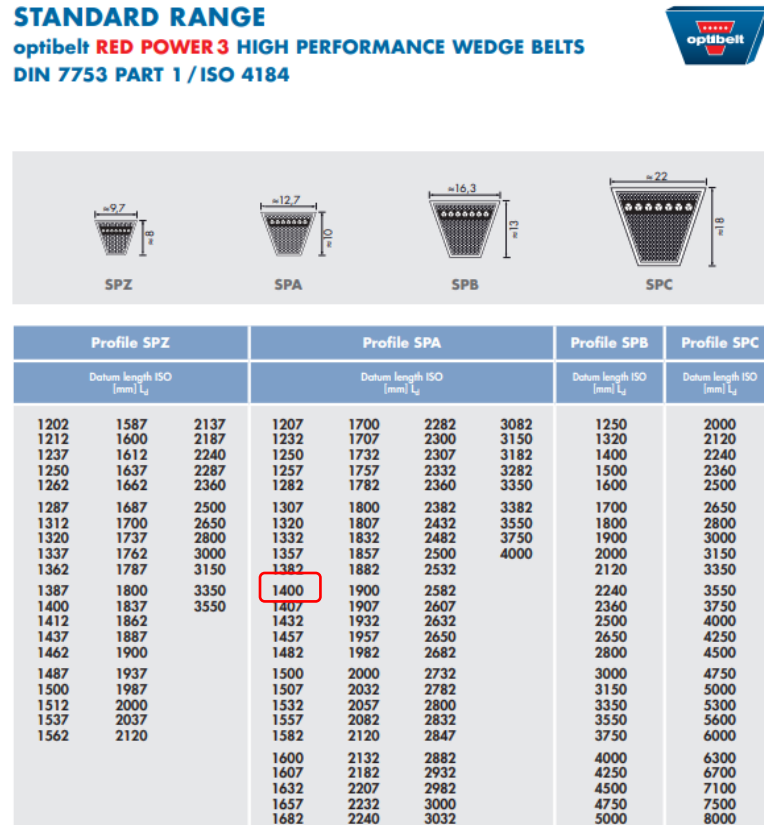 STANDARD RANGE
optibelt RED POWER 3 HIGH PERFORMANCE WEDGE BELTS
DIN 7753 PART 1 / ISO 4184
optibelt
≈9,7 ≈12,7 ≈16,3 ≈22
≈8 ≈10 ≈13 ≈18
SPZ SPA SPB SPC
Profile SPZ Profile SPA Profile SPB Profile SPC
Datum length ISO Datum length ISO Datum length ISO Datum length ISO
[mm] Ld [mm] Ld [mm] Ld [mm] Ld
1202 1587 2137 1207 1700 2282 3082 1250 2000
1212 1600 2187 1232 1707 2300 3150 1320 2120
1237 1612 2240 1250 1732 2307 3182 1400 2240
1250 1637 2287 1257 1757 2332 3282 1500 2360
1262 1662 2360 1282 1782 2360 3350 1600 2500
1287 1687 2500 1307 1800 2382 3382 1700 2650
1312 1700 2650 1320 1807 2432 3550 1800 2800
1320 1737 2800 1332 1832 2482 3750 1900 3000
1337 1762 3000 1357 1857 2500 4000 2000 3150
1362 1787 3150 1382 1882 2532 2120 3350
1387 1800 3350 1400 1900 2582 2240 3550
1400 1837 3550 1407 1907 2607 2360 3750
1412 1862 1432 1932 2632 2500 4000
1437 1887 1457 1957 2650 2650 4250
1462 1900 1482 1982 2682 2800 4500
1487 1937 1500 2000 2732 3000 4750
1500 1987 1507 2032 2782 3150 5000
1512 2000 1532 2057 2800 3350 5300
1537 2037 1557 2082 2832 3550 5600
1562 2120 1582 2120 2847 3750 6000
1600 2132 2882 4000 6300
1607 2182 2932 4250 6700
1632 2207 2982 4500 7100
1657 2232 3000 4750 7500
1682 2240 3032 5000 8000